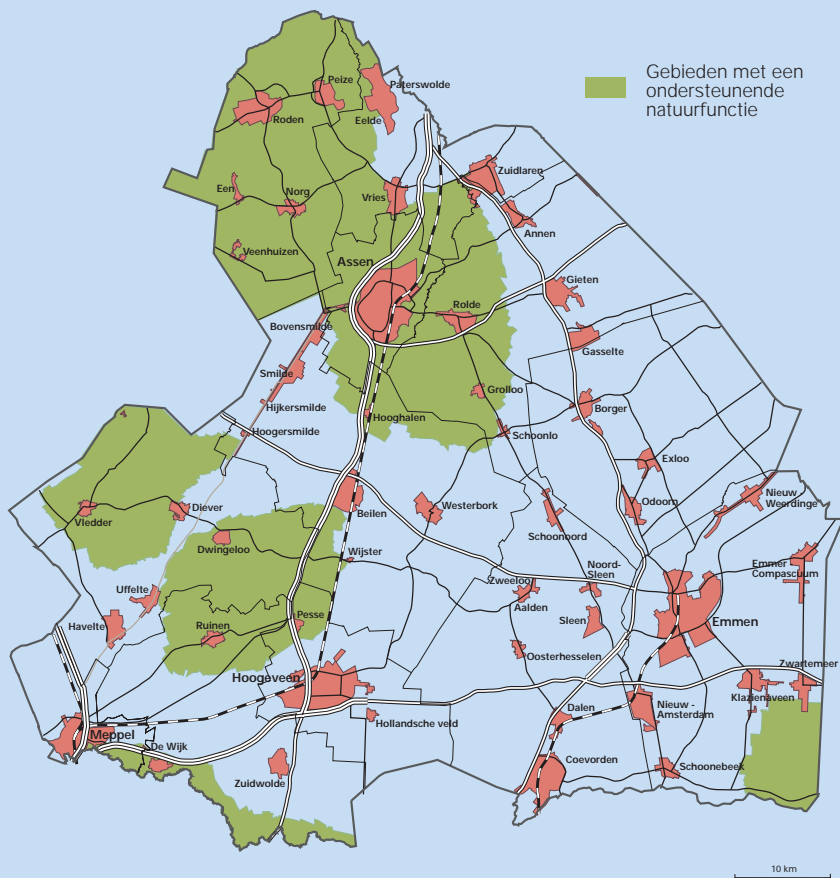 Gebieden met een
ondersteunende
natuurfunctie
Peize
Paterswolde
Roden
Eelde
Zuidlaren
Een
Norg
Vries
Annen
Veenhuizen
Assen
Gieten
Rolde
Bovensmilde
Gasselte
Smilde
Grolloo
Hijkersmilde
Hooghalen
Borger
Hoogersmilde
Schoonlo
Exloo
Nieuw
Weerdinge
Vledder
Diever
Beilen
Westerbork
Odoorn
Schoonoord
Dwingeloo
Wijster
Noord-
Sleen
Emmer
Compascuum
Zweeloo
Uffelte
Aalden
Havelte
Ruinen
Pesse
Sleen
Emmen
Oosterhesselen
Zwartemeer
Hoogeveen
Klazienaveen
Dalen
Nieuw -
Amsterdam
Hollandsche veld
Meppel
De Wijk
Coevorden
Schoonebeek
Zuidwolde
10 km